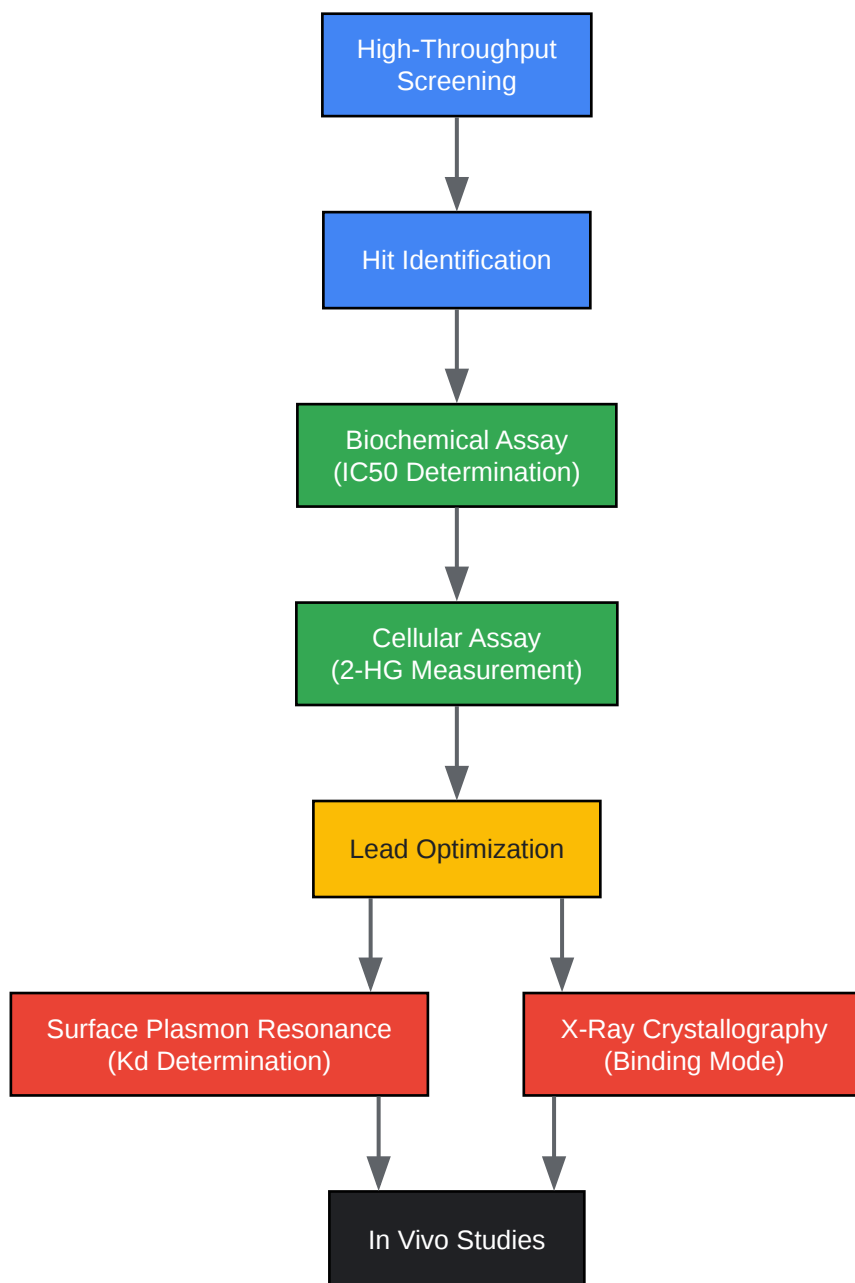 High-Throughput
Screening
Hit Identification
Biochemical Assay
(IC50 Determination)
Cellular Assay
(2-HG Measurement)
Lead Optimization
Surface Plasmon Resonance
(Kd Determination)
X-Ray Crystallography
(Binding Mode)
In Vivo Studies